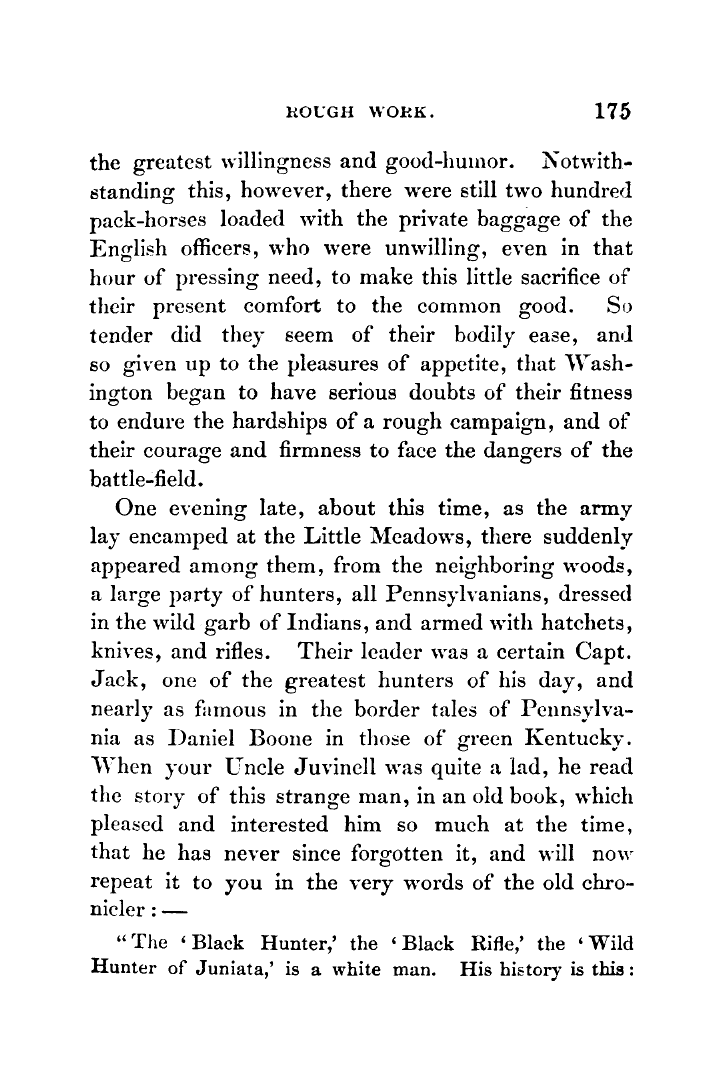 ROUGH WORK. 175
the greatest willingness and good-humor. Notwith-
standing this, however, there were still two hundred
pack-horses loaded with the private baggage of the
English officers, who were unwilling, even in that
hour of pressing need, to make this little sacrifice of
their present comfort to the common good. So
tender did they seem of their bodily ease, and
so given up to the pleasures of appetite, that Wash-
ington began to have serious doubts of their fitness
to endure the hardships of a rough campaign, and of
their courage and firmness to face the dangers of the
battle-field.
One evening late, about this time, as the army
lay encamped at the Little Meadows, there suddenly
appeared among them, from the neighboring woods,
a large party of hunters, all Pennsylvanians, dressed
in the wild garb of Indians, and armed with hatchets,
knives, and rifles. Their leader was a certain Capt.
Jack, one of the greatest hunters of his day, and
nearly as famous in the border tales of Pennsylva-
nia as Daniel Boone in those of green Kentucky.
When your Uncle Juvinell was quite a lad, he read
the story of this strange man, in an old book, which
pleased and interested him so much at the time,
that he has never since forgotten it, and will now
repeat it to you in the very words of the old chro-
nicler : —
“The ‘Black Hunter,’ the ‘Black Rifle,’ the ‘Wild
Hunter of Juniata,’ is a white man. His history is this: